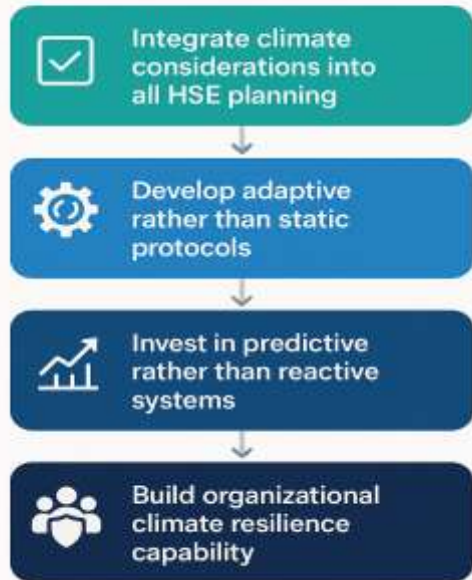 Integrate climate
considerations into
all HSE planning
Develop adaptive
rather than static
protocols
Invest in predictive
rather than reactive
systems
Build organizational
climate resilience
capability